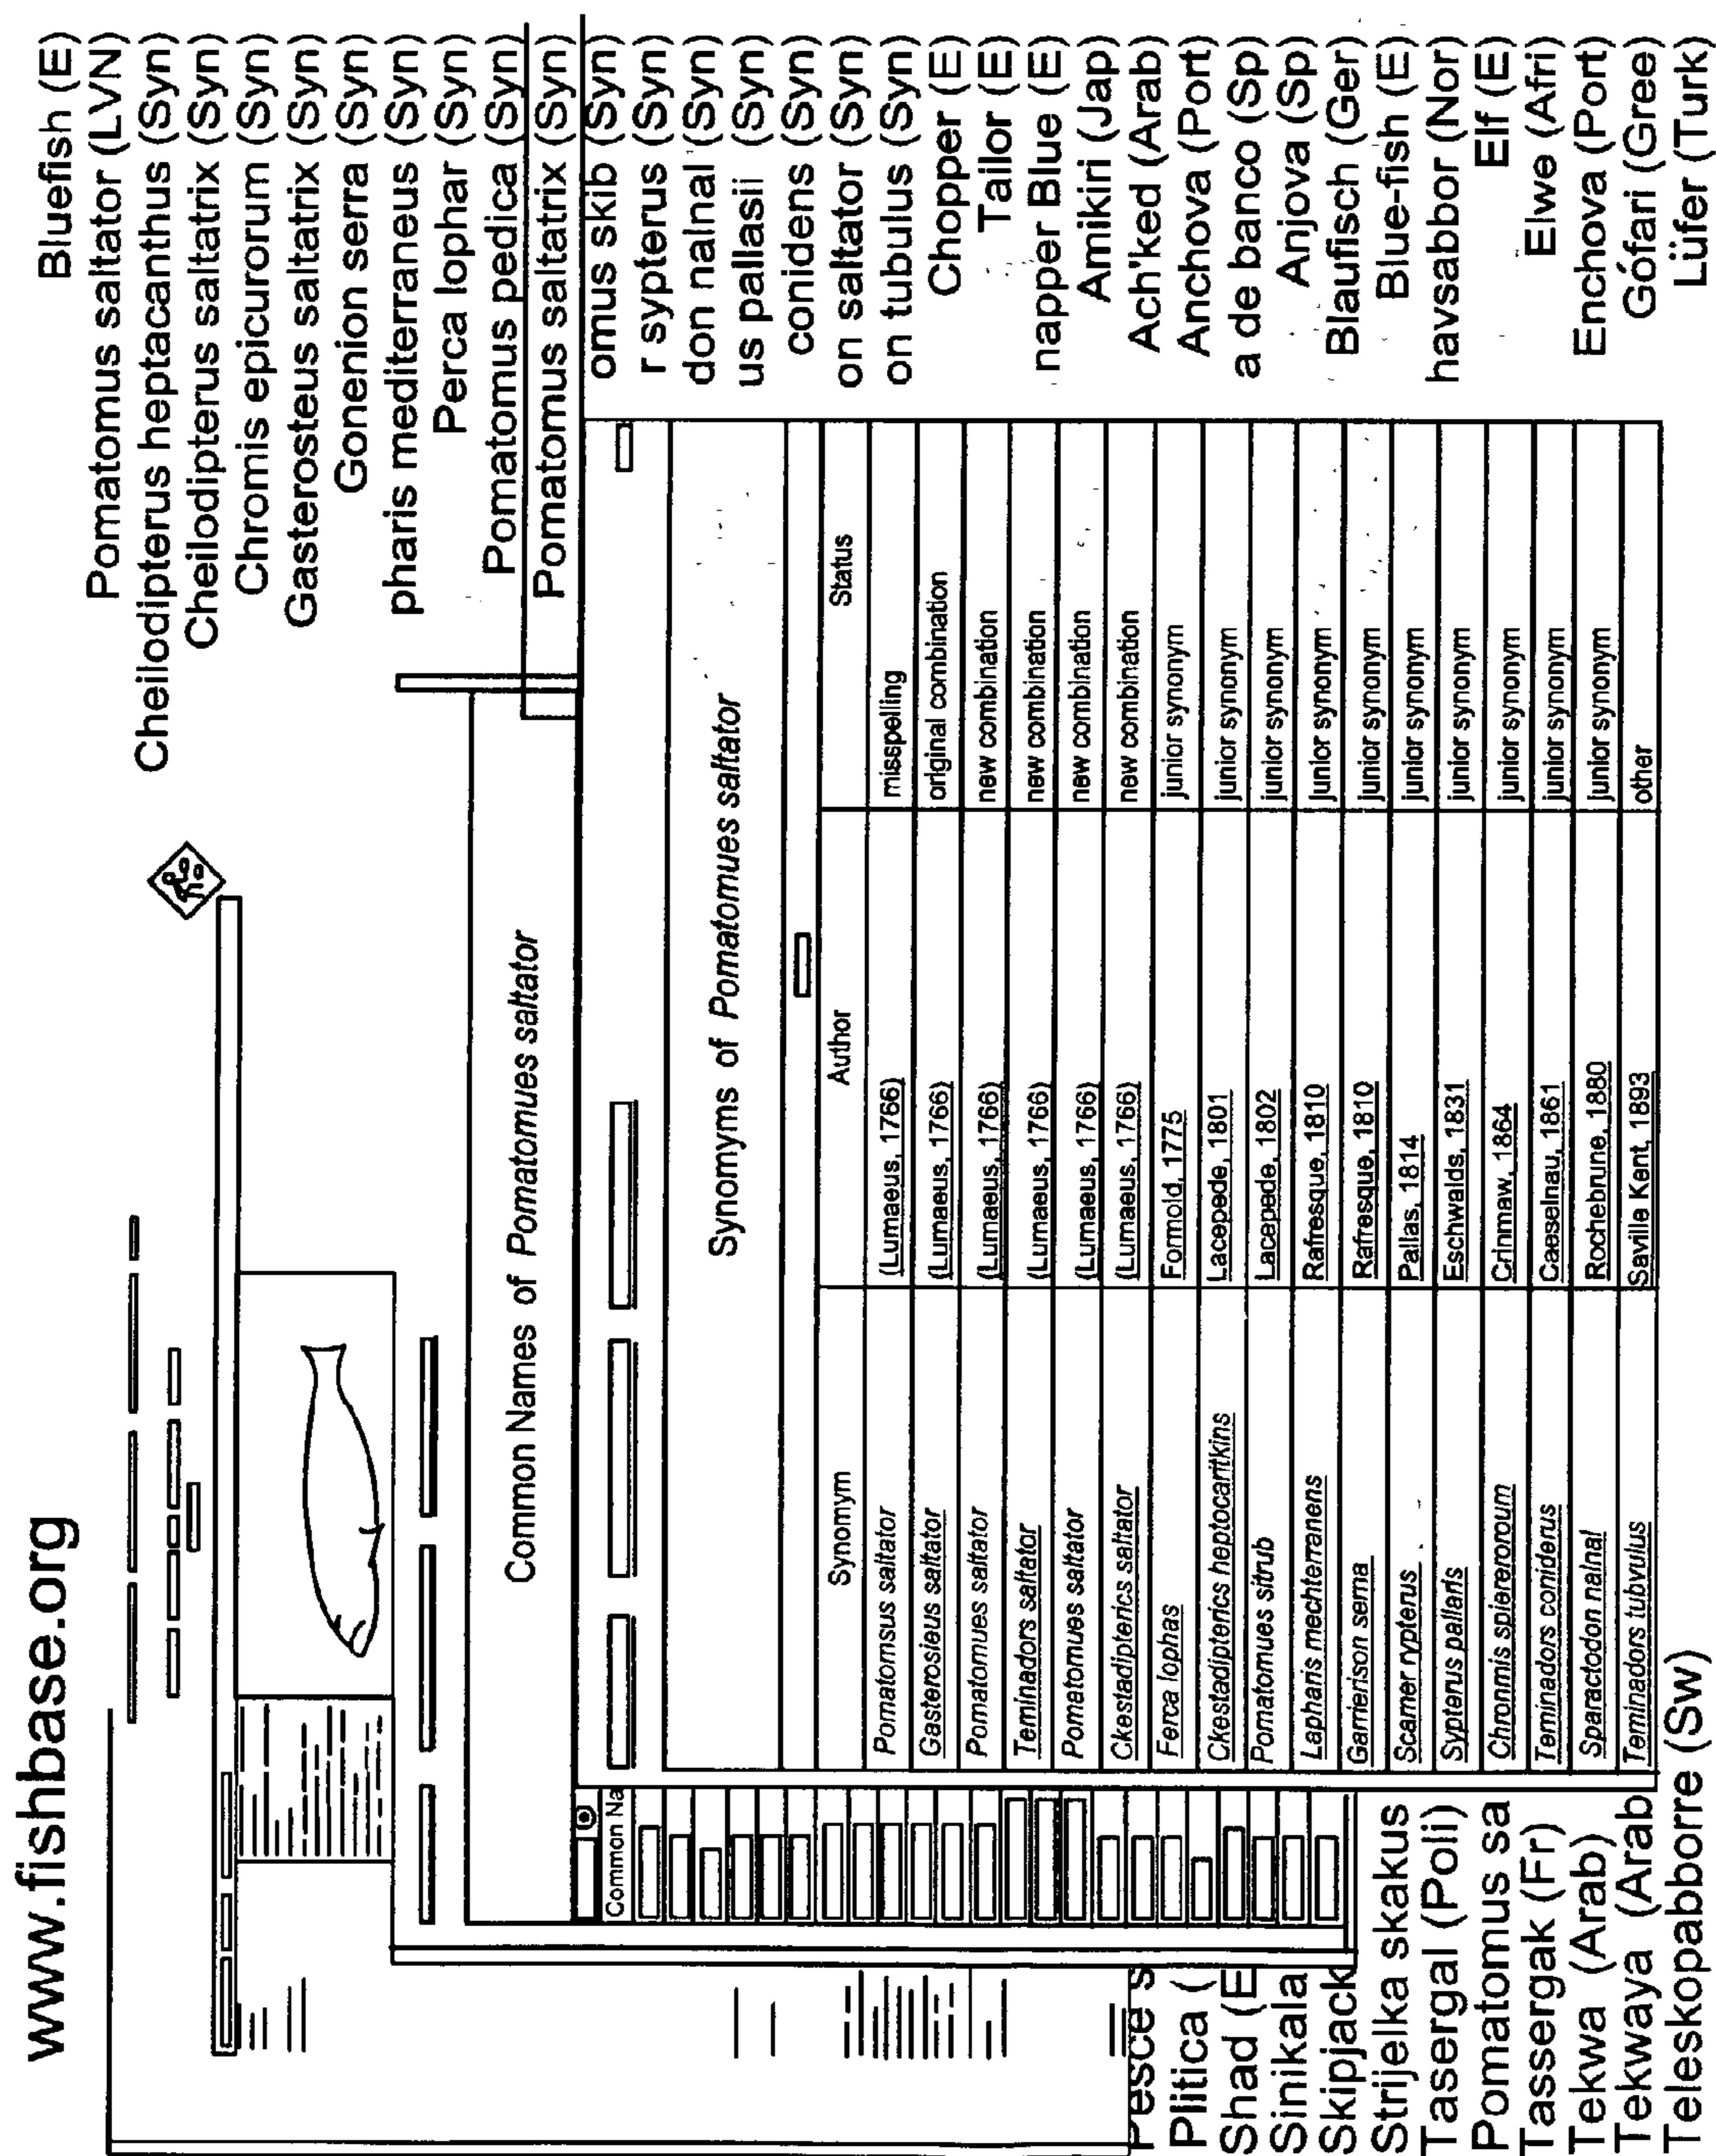 www.fishbase.org
Bluefish (E)
Pomatomus saltator (LVN)
Cheilodipterus heptacanthus (Syn)
Cheilodipterus saltatrix (Syn)
Chromis epicurorum (Syn)
Gasterosteus saltatrix (Syn)
Gonenion serra (Syn)
pharis mediterraneus (Syn)
Perca lophar (Syn)
Pomatomus pedica (Syn)
Pomatomus saltatrix (Syn)
omus skib (Syn)
r sypterus (Syn)
don nalnal (Syn)
us pallasii (Syn)
conidens (Syn)
on saltator (Syn)
on tubulus (Syn)
Chopper (E)
Tailor (E)
napper Blue (E)
Amikiri (Jap)
Ach'ked (Arab)
Anchova (Port)
a de banco (Sp)
Anjova (Sp)
Blaufisch (Ger)
Blue-fish (E)
havsabbor (Nor)
Elf (E)
Elwe (Afri)
Enchova (Port)
Gófari (Gree)
Lüfer (Turk)
Common Names of Pomatomues saltator
Common Na
Synomyms of Pomatomues saltator
Synomym Author Status
Pomatomsus saltator (Lumaeus, 1766) misspelling
Gasterosieus saltator (Lumaeus, 1766) original combination
Pomatomues saltator (Lumaeus, 1766) new combination
Teminadors saltator (Lumaeus, 1766) new combination
Pomatomues saltator (Lumaeus, 1766) new combination
Ckestadipterics saltator (Lumaeus, 1766) new combination
Ferca lophas Formold, 1775 junior synonym
Ckestadipterics heptocaritkins Lacepede, 1801 junior synonym
Pomatomues sitrub Lacepede, 1802 junior synonym
Lapharis mechterranens Rafresque, 1810 junior synonym
Garrierison serna Rafresque, 1810 junior synonym
Scamer rypterus Pallas, 1814 junior synonym
Sypterus pallaris Eschwalds, 1831 junior synonym
Chronmis spiereroroum Crinmaw, 1864 junior synonym
Teminadors coniderus Caeselnau, 1861 junior synonym
Sparactodon nalnal Rochebrune, 1880 junior synonym
Teminadors tubvulus Saville Kent, 1893 other
Pesce s
Plitica (
Shad (E
Sinikala
Skipjack
Strijelka skakus
Tasergal (Poli)
Pomatomus sa
Tassergak (Fr)
Tekwa (Arab)
Tekwaya (Arab
Teleskopabborre (Sw)